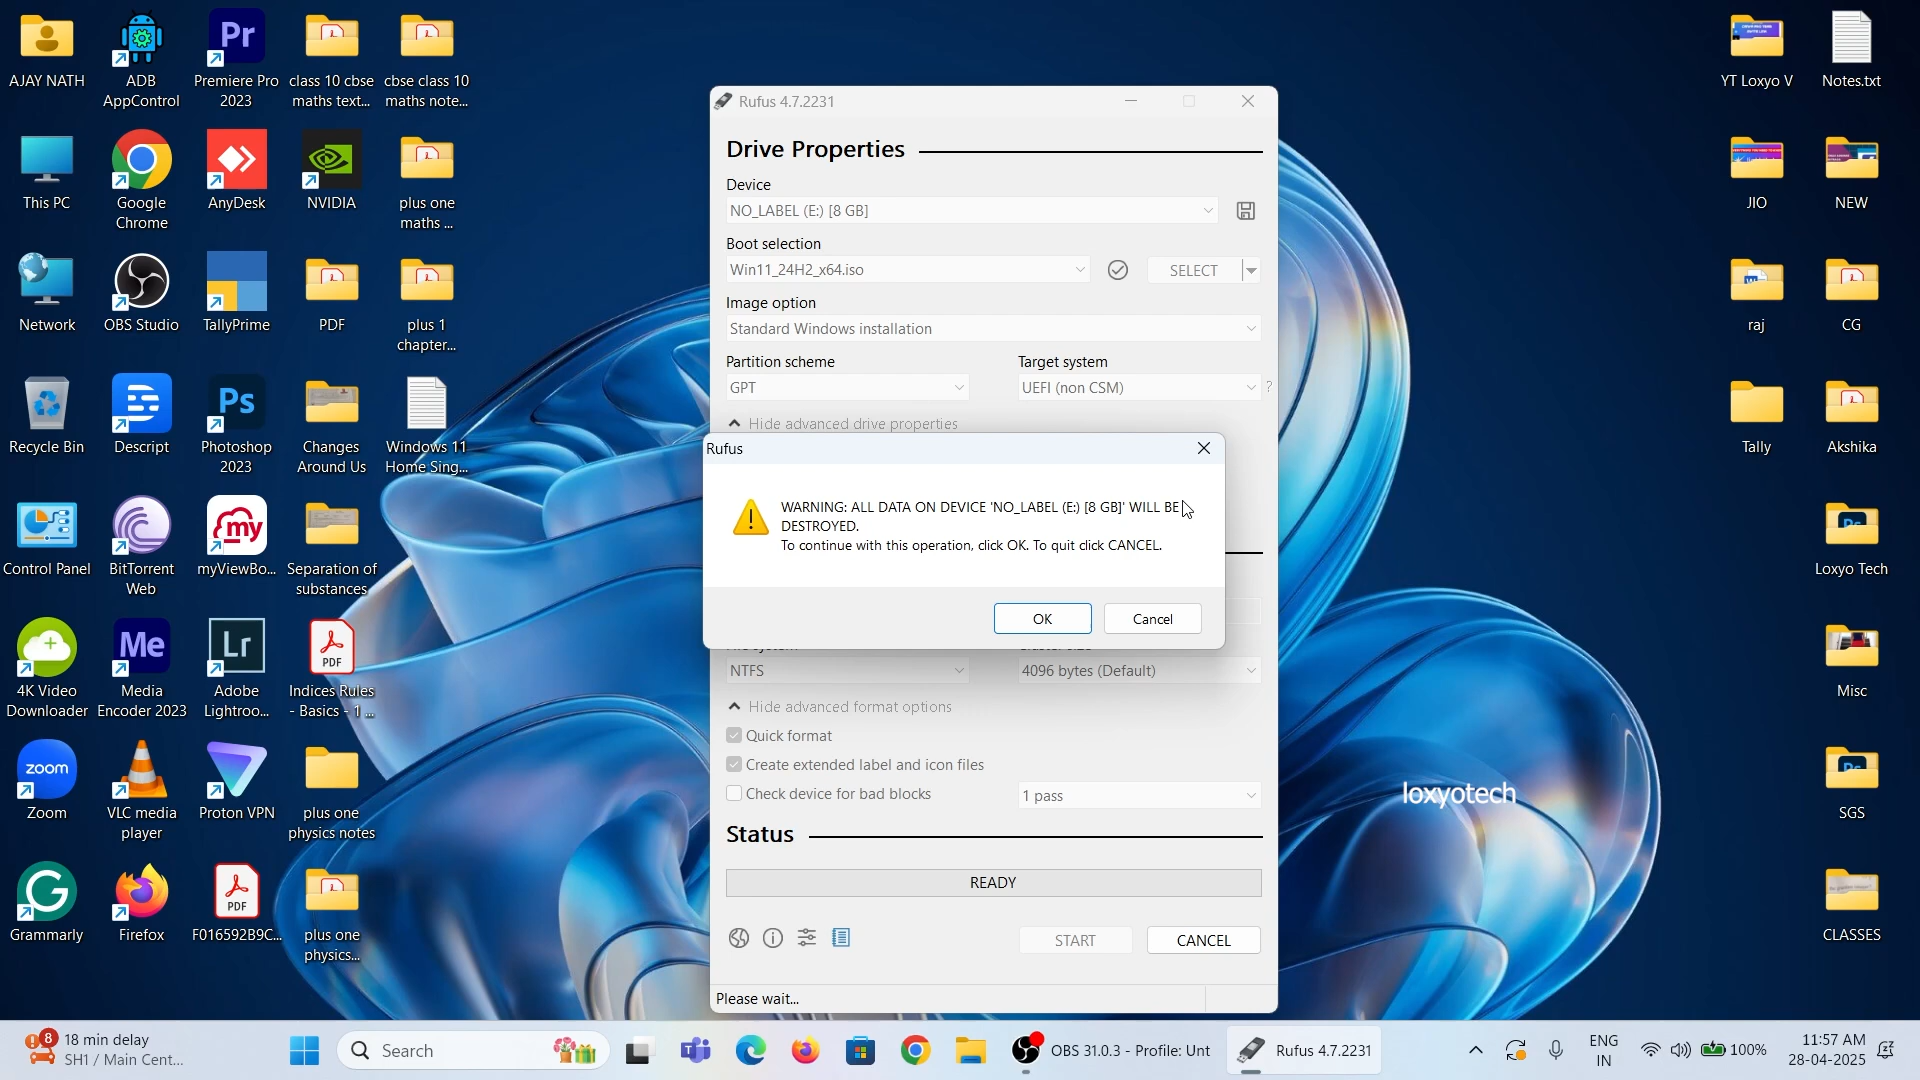 AJAY NATH
ADB
AppControl
Pr
Premiere Pro
2023
class 10 cbse
maths text...
cbse class 10
maths note...
This PC
Google
Chrome
AnyDesk
NVIDIA
plus one
maths ...
Network
OBS Studio
TallyPrime
PDF
plus 1
chapter...
Recycle Bin
Descript
Ps
Photoshop
2023
Changes
Around Us
Windows 11
Home Sing...
Control Panel
BitTorrent
Web
my
myViewBo...
Separation of
substances
4K Video
Downloader
Me
Media
Encoder 2023
Lr
Adobe
Lightroo...
PDF
Indices Rules
- Basics - 1 ...
zoom
Zoom
VLC media
player
Proton VPN
plus one
physics notes
Grammarly
Firefox
PDF
F016592B9C...
plus one
physics...
Rufus 4.7.2231
Drive Properties
Device
NO_LABEL (E:) [8 GB]
Boot selection
Win11_24H2_x64.iso
SELECT
Image option
Standard Windows installation
Partition scheme
Target system
GPT
UEFI (non CSM)
?
Hide advanced drive properties
Rufus
WARNING: ALL DATA ON DEVICE 'NO_LABEL (E:) [8 GB]' WILL BE
DESTROYED.
To continue with this operation, click OK. To quit click CANCEL.
OK
Cancel
NTFS
4096 bytes (Default)
Hide advanced format options
Quick format
Create extended label and icon files
Check device for bad blocks
1 pass
Status
READY
START
CANCEL
Please wait...
YT Loxyo V
Notes.txt
JIO
NEW
raj
CG
Tally
Akshika
Ps
Loxyo Tech
Misc
Ps
SGS
CLASSES
loxyotech
8
18 min delay
SH1 / Main Cent...
Search
OBS 31.0.3 - Profile: Unt
Rufus 4.7.2231
ENG
IN
100%
11:57 AM
28-04-2025